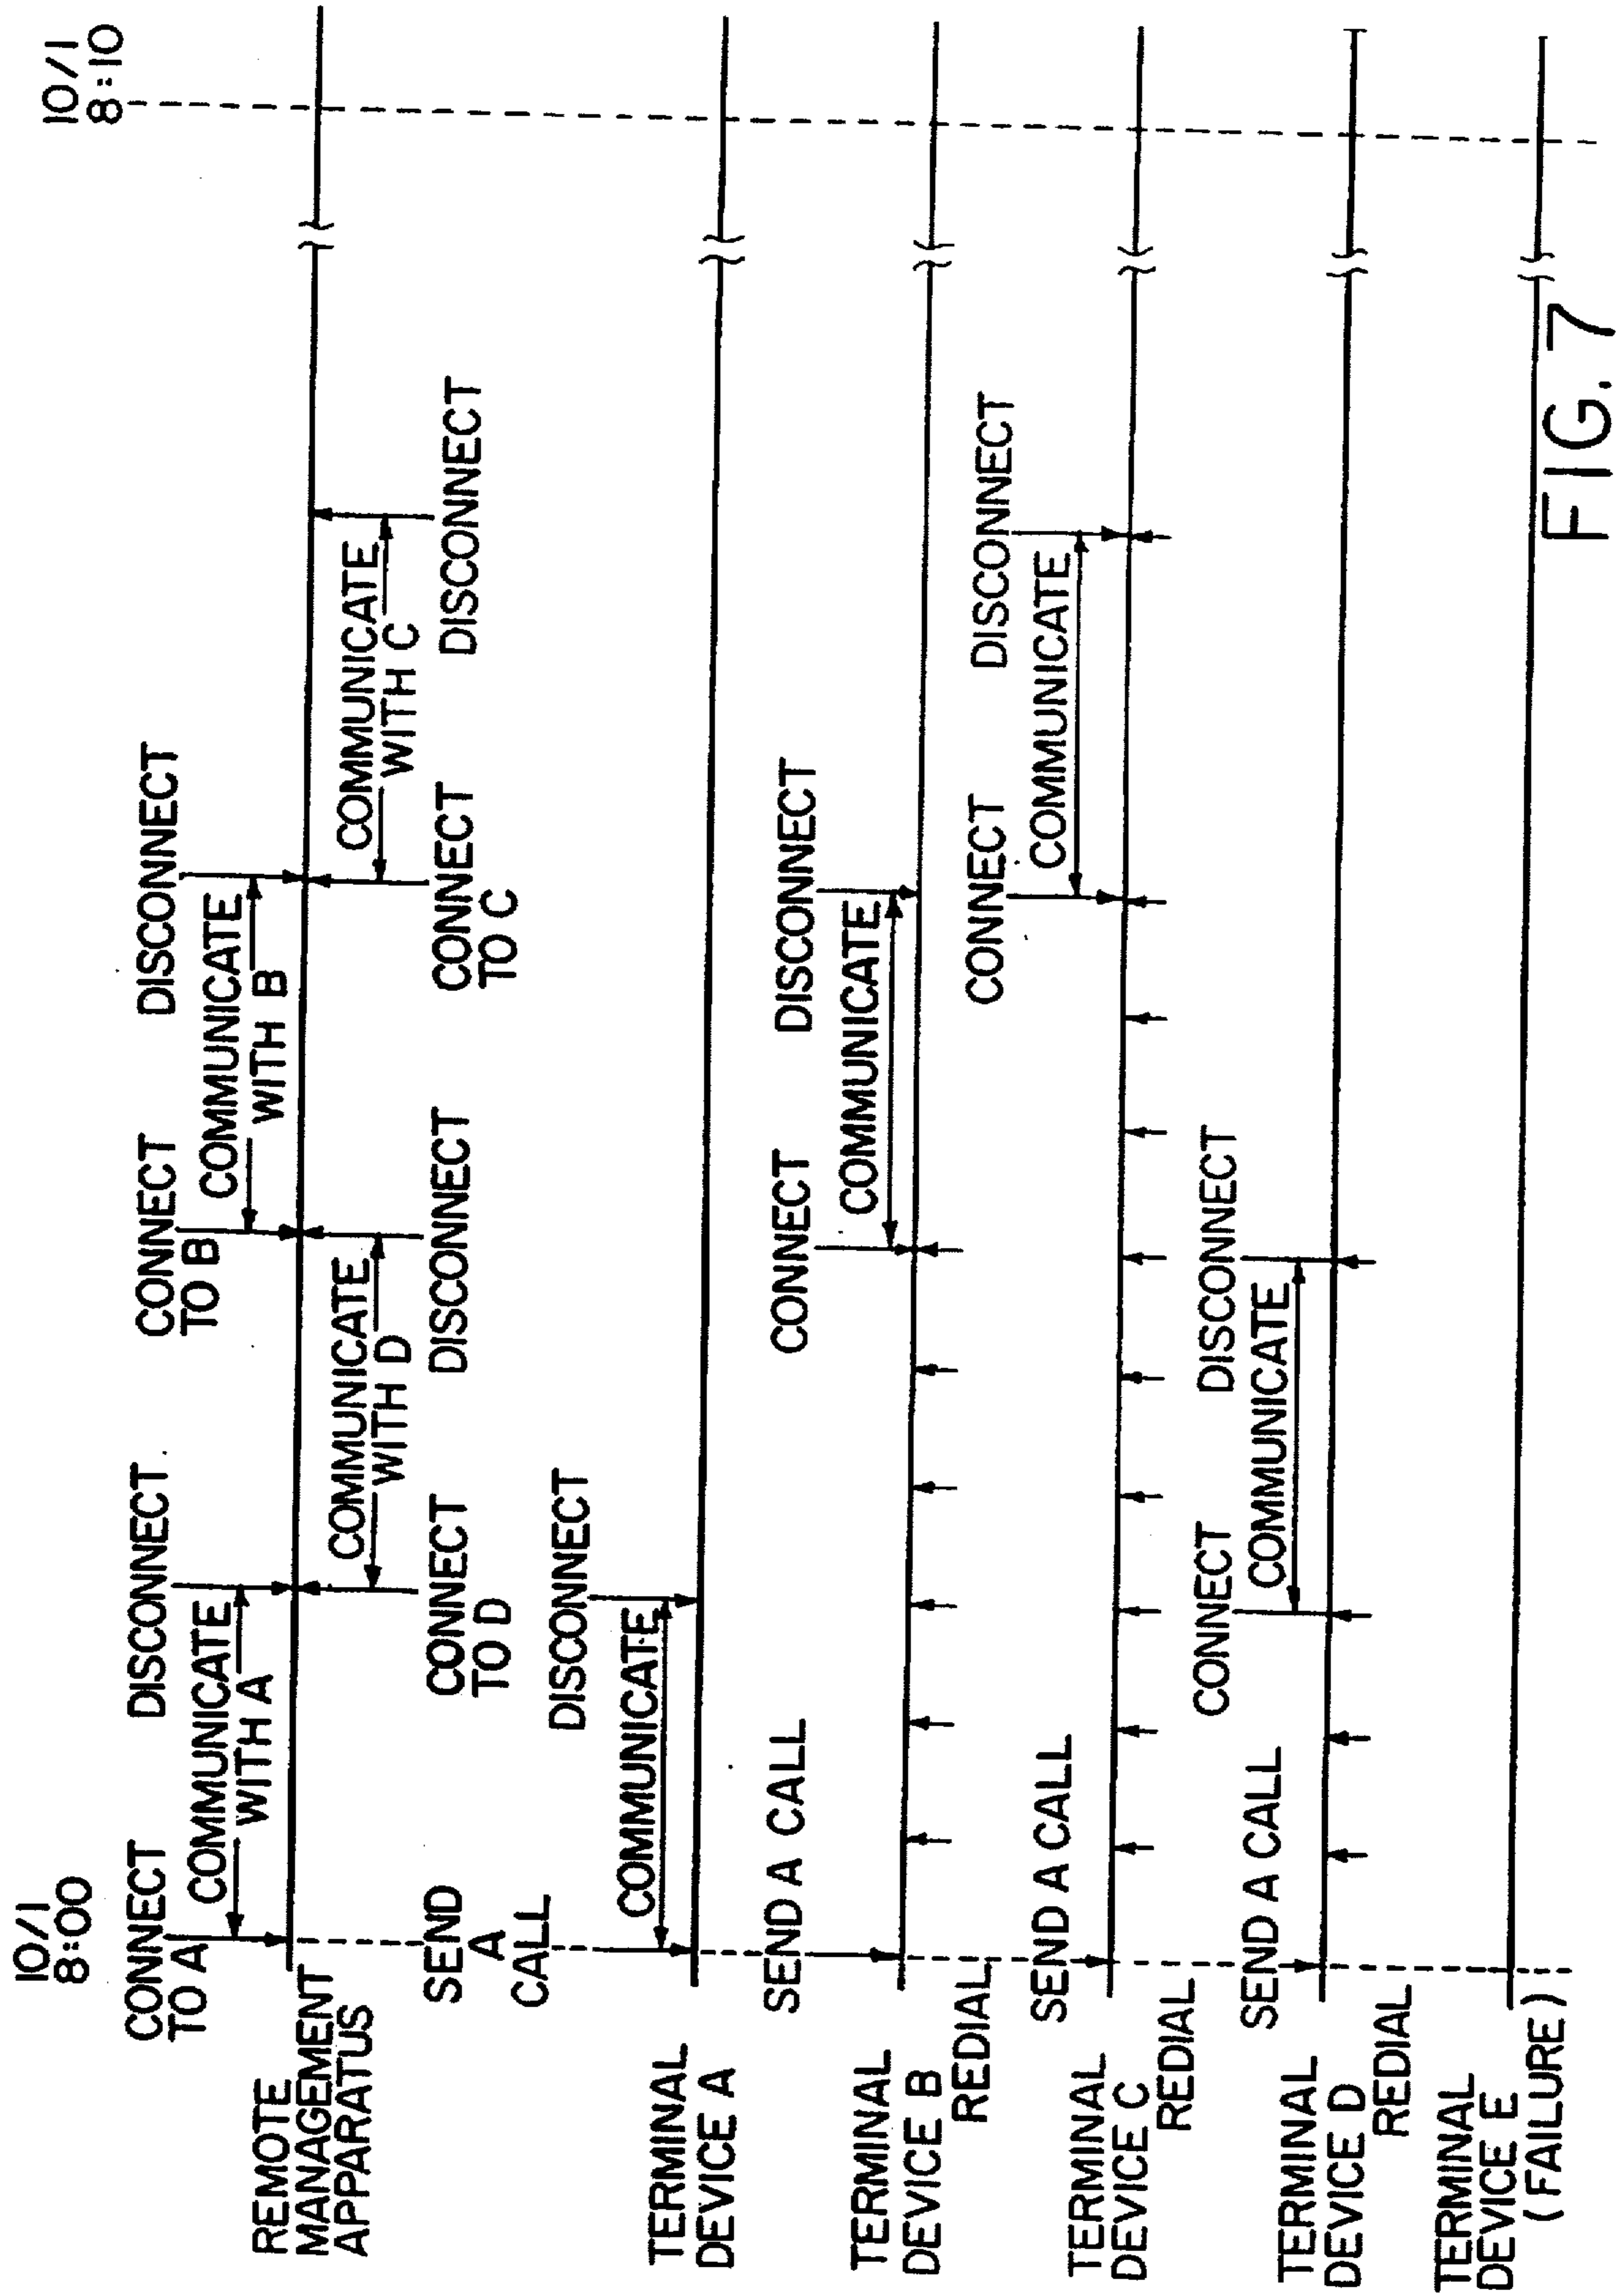 10/1
8:00
10/1
8:10
CONNECT
TO A
DISCONNECT
CONNECT
TO B
DISCONNECT
COMMUNICATE
WITH A
COMMUNICATE
WITH B
REMOTE
MANAGEMENT
APPARATUS
COMMUNICATE
WITH D
COMMUNICATE
WITH C
SEND
A
CALL
CONNECT
TO D
DISCONNECT
CONNECT
TO C
DISCONNECT
DISCONNECT
COMMUNICATE
TERMINAL
DEVICE A
SEND A CALL
CONNECT
DISCONNECT
COMMUNICATE
TERMINAL
DEVICE B
REDIAL
SEND A CALL
CONNECT
DISCONNECT
COMMUNICATE
TERMINAL
DEVICE C
REDIAL
SEND A CALL
CONNECT
DISCONNECT
COMMUNICATE
TERMINAL
DEVICE D
REDIAL
TERMINAL
DEVICE E
(FAILURE)
FIG. 7